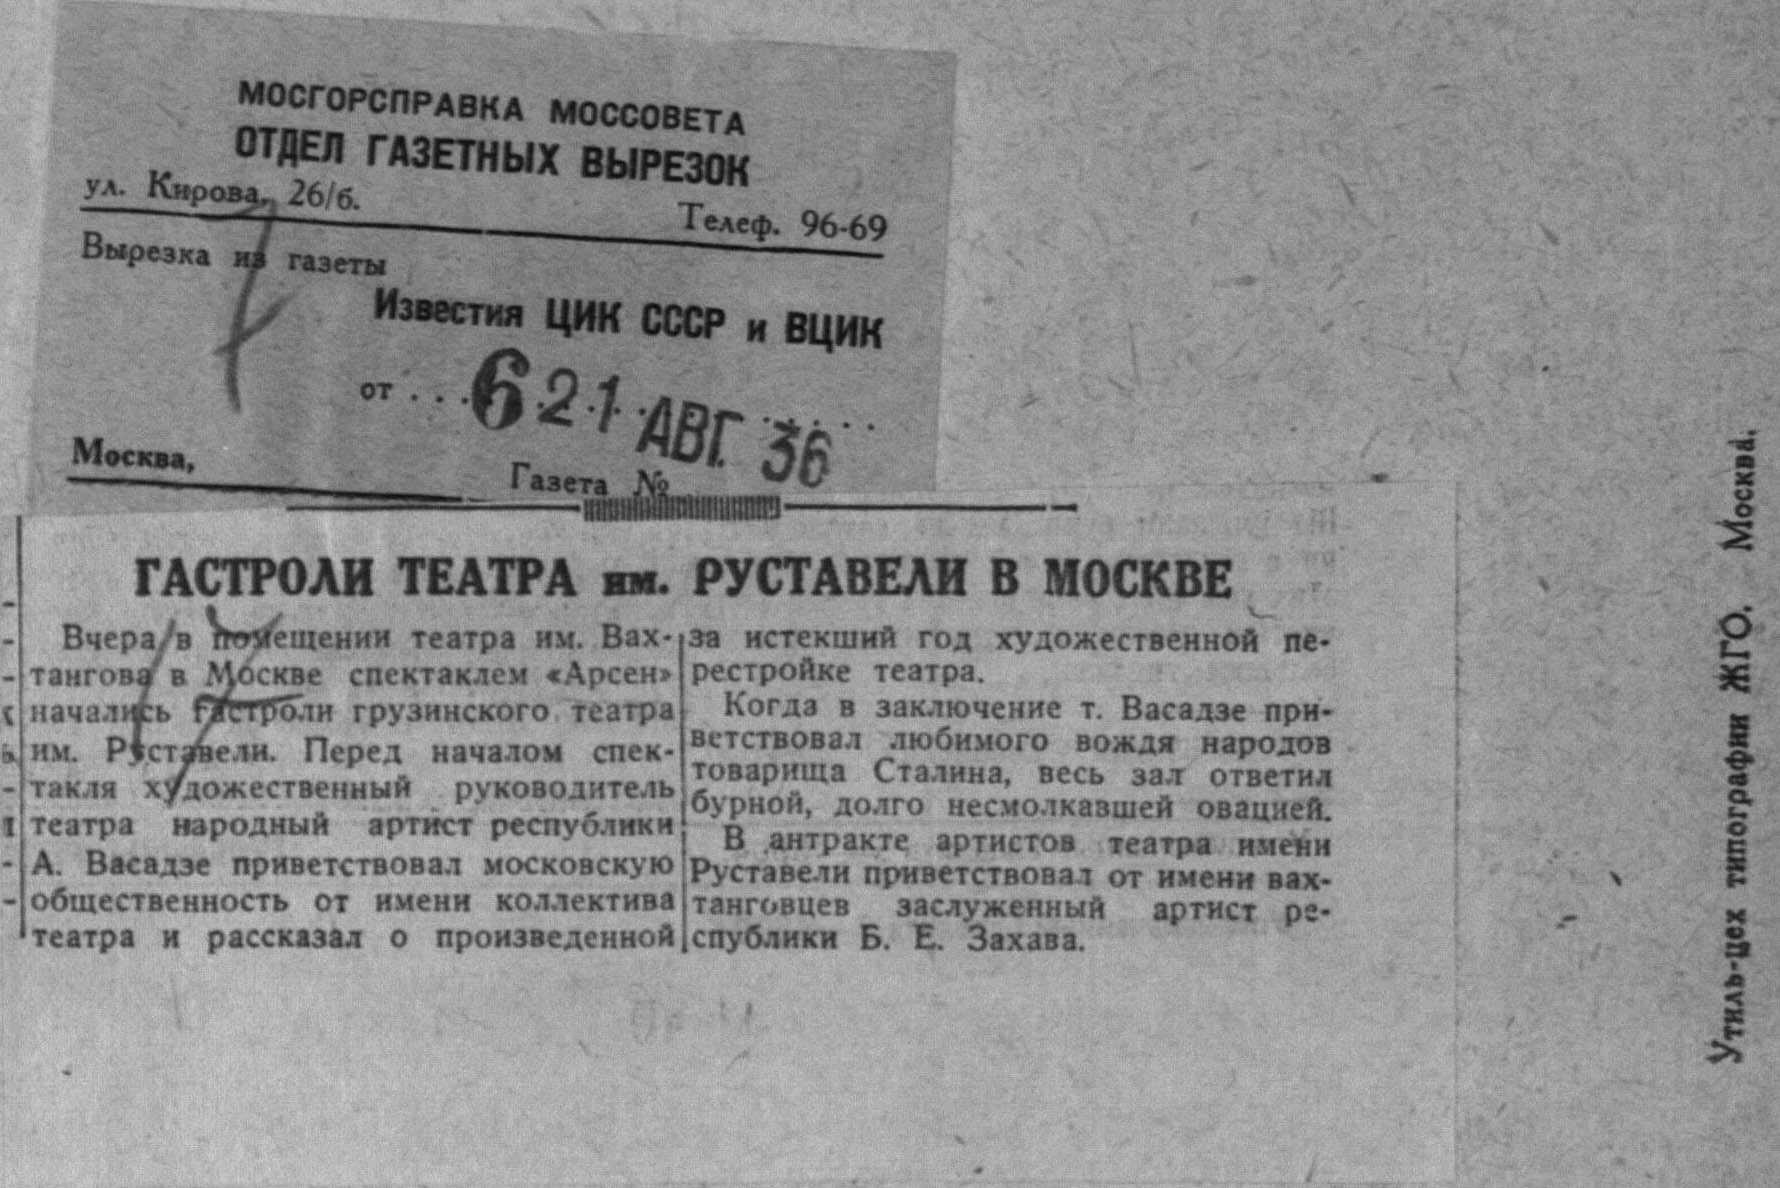 МОСГОРСПРАВКА МОССОВЕТА
ОТДЕЛ ГАЗЕТНЫХ ВЫРЕЗОК
ул. Кирова, 26/б. Телеф. 96-69
Вырезка из газеты
Известия ЦИК СССР и ВЦИК
от . . . 6 21 АВГ. 36
Москва, Газета №
ГАСТРОЛИ ТЕАТРА им. РУСТАВЕЛИ В МОСКВЕ
Вчера в помещении театра им. Вах-
тангова в Москве спектаклем «Арсен»
начались гастроли грузинского театра
им. Руставели. Перед началом спек-
такля художественный руководитель
театра народный артист республики
А. Васадзе приветствовал московскую
общественность от имени коллектива
театра и рассказал о произведенной
за истекший год художественной пе-
рестройке театра.
Когда в заключение т. Васадзе при-
ветствовал любимого вождя народов
товарища Сталина, весь зал ответил
бурной, долго несмолкавшей овацией.
В антракте артистов театра имени
Руставели приветствовал от имени вах-
танговцев заслуженный артист ре-
спублики Б. Е. Захава.
Утиль-цех типографии ЖГО. Москва.